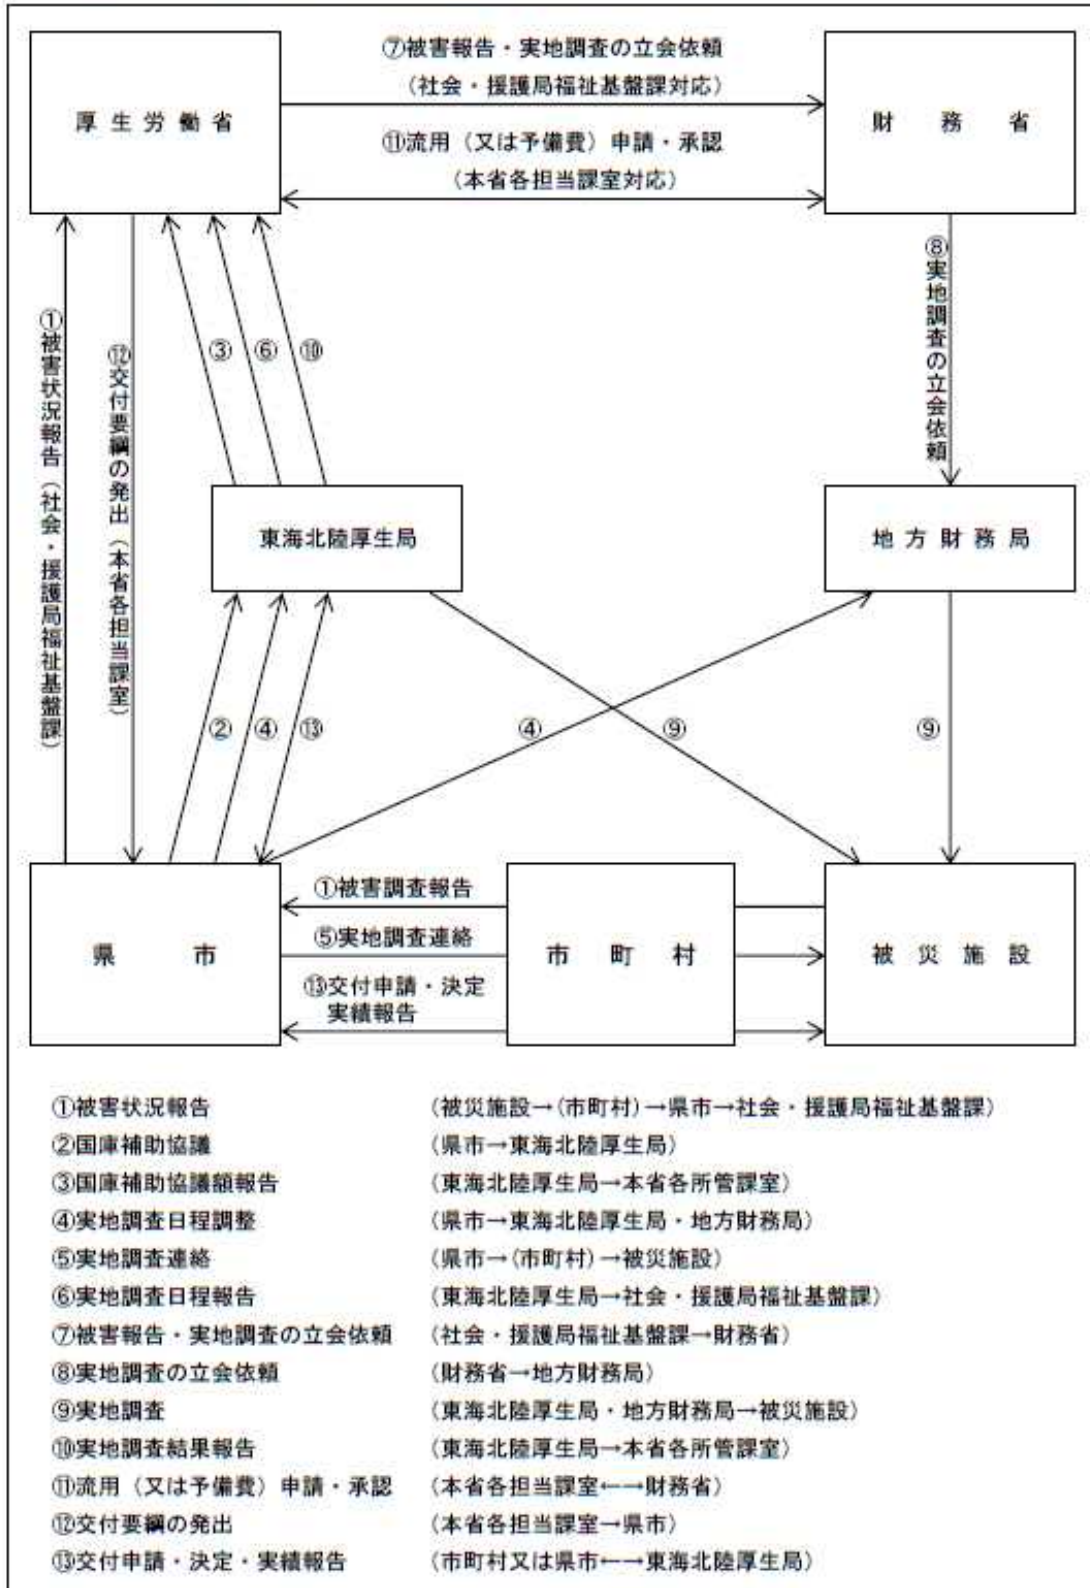 ⑦被害報告・実地調査の立会依頼
(社会・援護局福祉基盤課対応)
厚生労働省
財務省
⑪流用(又は予備費)申請・承認
(本省各担当課室対応)
①被害状況報告(社会・援護局福祉基盤課)
⑫交付要綱の発出(本省各担当課室)
③
⑥
⑩
⑧実地調査の立会依頼
東海北陸厚生局
地方財務局
②
④
⑬
④
⑨
⑨
①被害調査報告
⑤実地調査連絡
県市
市町村
被災施設
⑬交付申請・決定
実績報告
①被害状況報告 (被災施設→(市町村)→県市→社会・援護局福祉基盤課)
②国庫補助協議 (県市→東海北陸厚生局)
③国庫補助協議額報告 (東海北陸厚生局→本省各所管課室)
④実地調査日程調整 (県市→東海北陸厚生局・地方財務局)
⑤実地調査連絡 (県市→(市町村)→被災施設)
⑥実地調査日程報告 (東海北陸厚生局→社会・援護局福祉基盤課)
⑦被害報告・実地調査の立会依頼 (社会・援護局福祉基盤課→財務省)
⑧実地調査の立会依頼 (財務省→地方財務局)
⑨実地調査 (東海北陸厚生局・地方財務局→被災施設)
⑩実地調査結果報告 (東海北陸厚生局→本省各所管課室)
⑪流用(又は予備費)申請・承認 (本省各担当課室←→財務省)
⑫交付要綱の発出 (本省各担当課室→県市)
⑬交付申請・決定・実績報告 (市町村又は県市←→東海北陸厚生局)